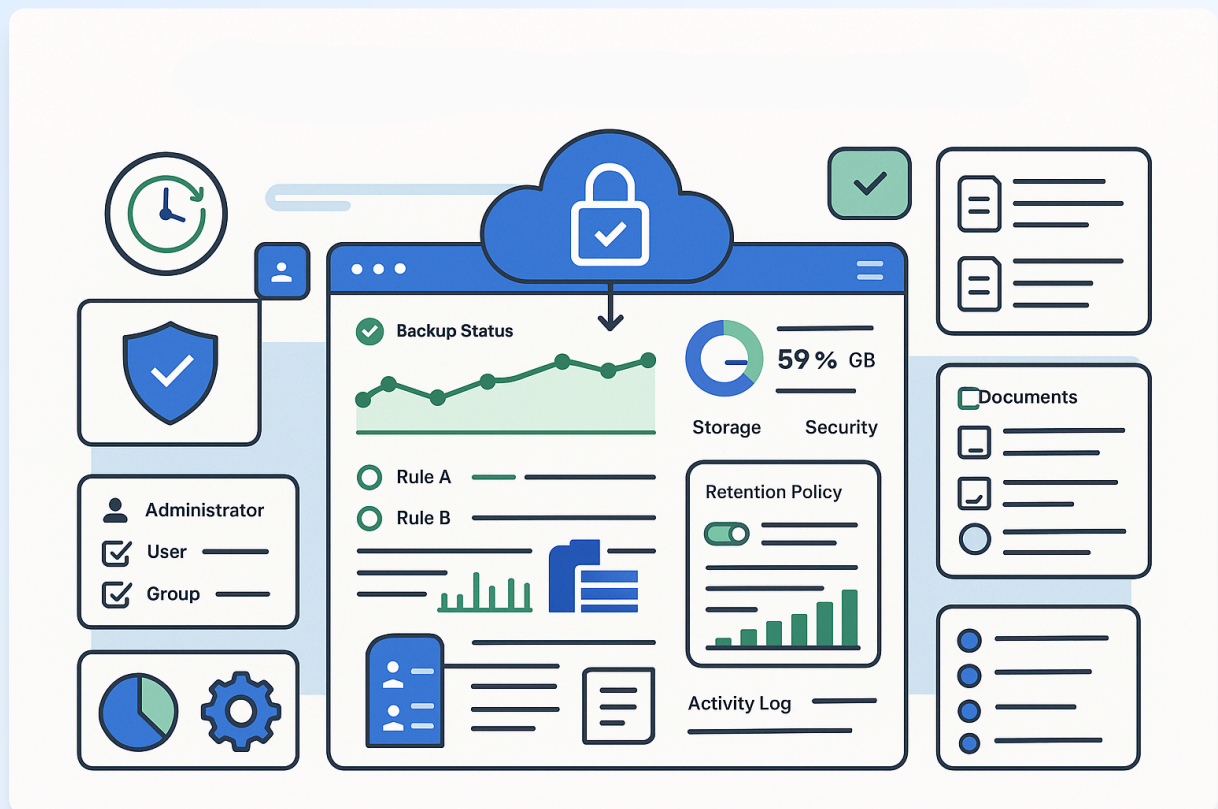 Backup Status
59% GB
Storage Security
Rule A
Rule B
Retention Policy
Activity Log
Administrator
User
Group
Documents